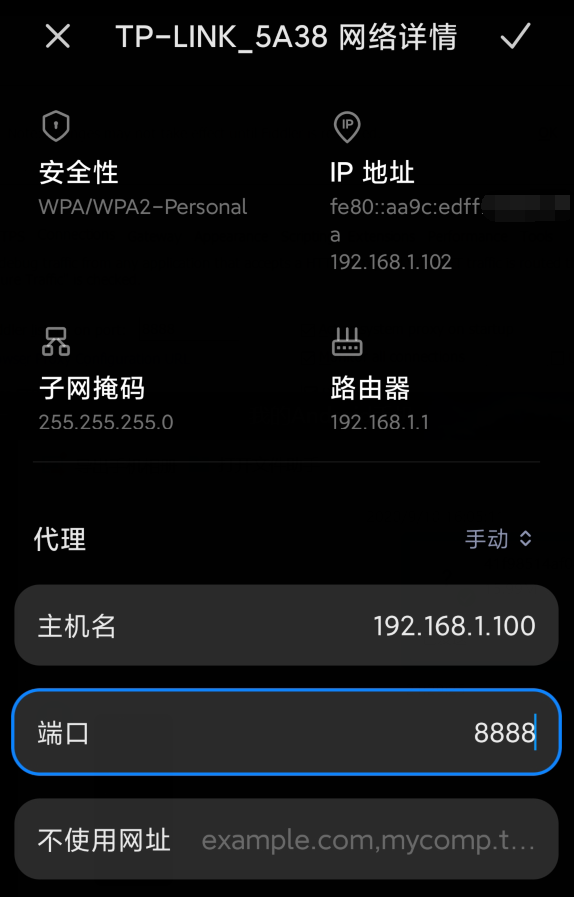 TP-LINK_5A38 网络详情
安全性
WPA/WPA2-Personal
IP
IP 地址
fe80::aa9c:edff:
a
192.168.1.102
子网掩码
255.255.255.0
路由器
192.168.1.1
代理
手动
主机名
192.168.1.100
端口
8888
不使用网址
example.com,mycomp.t...